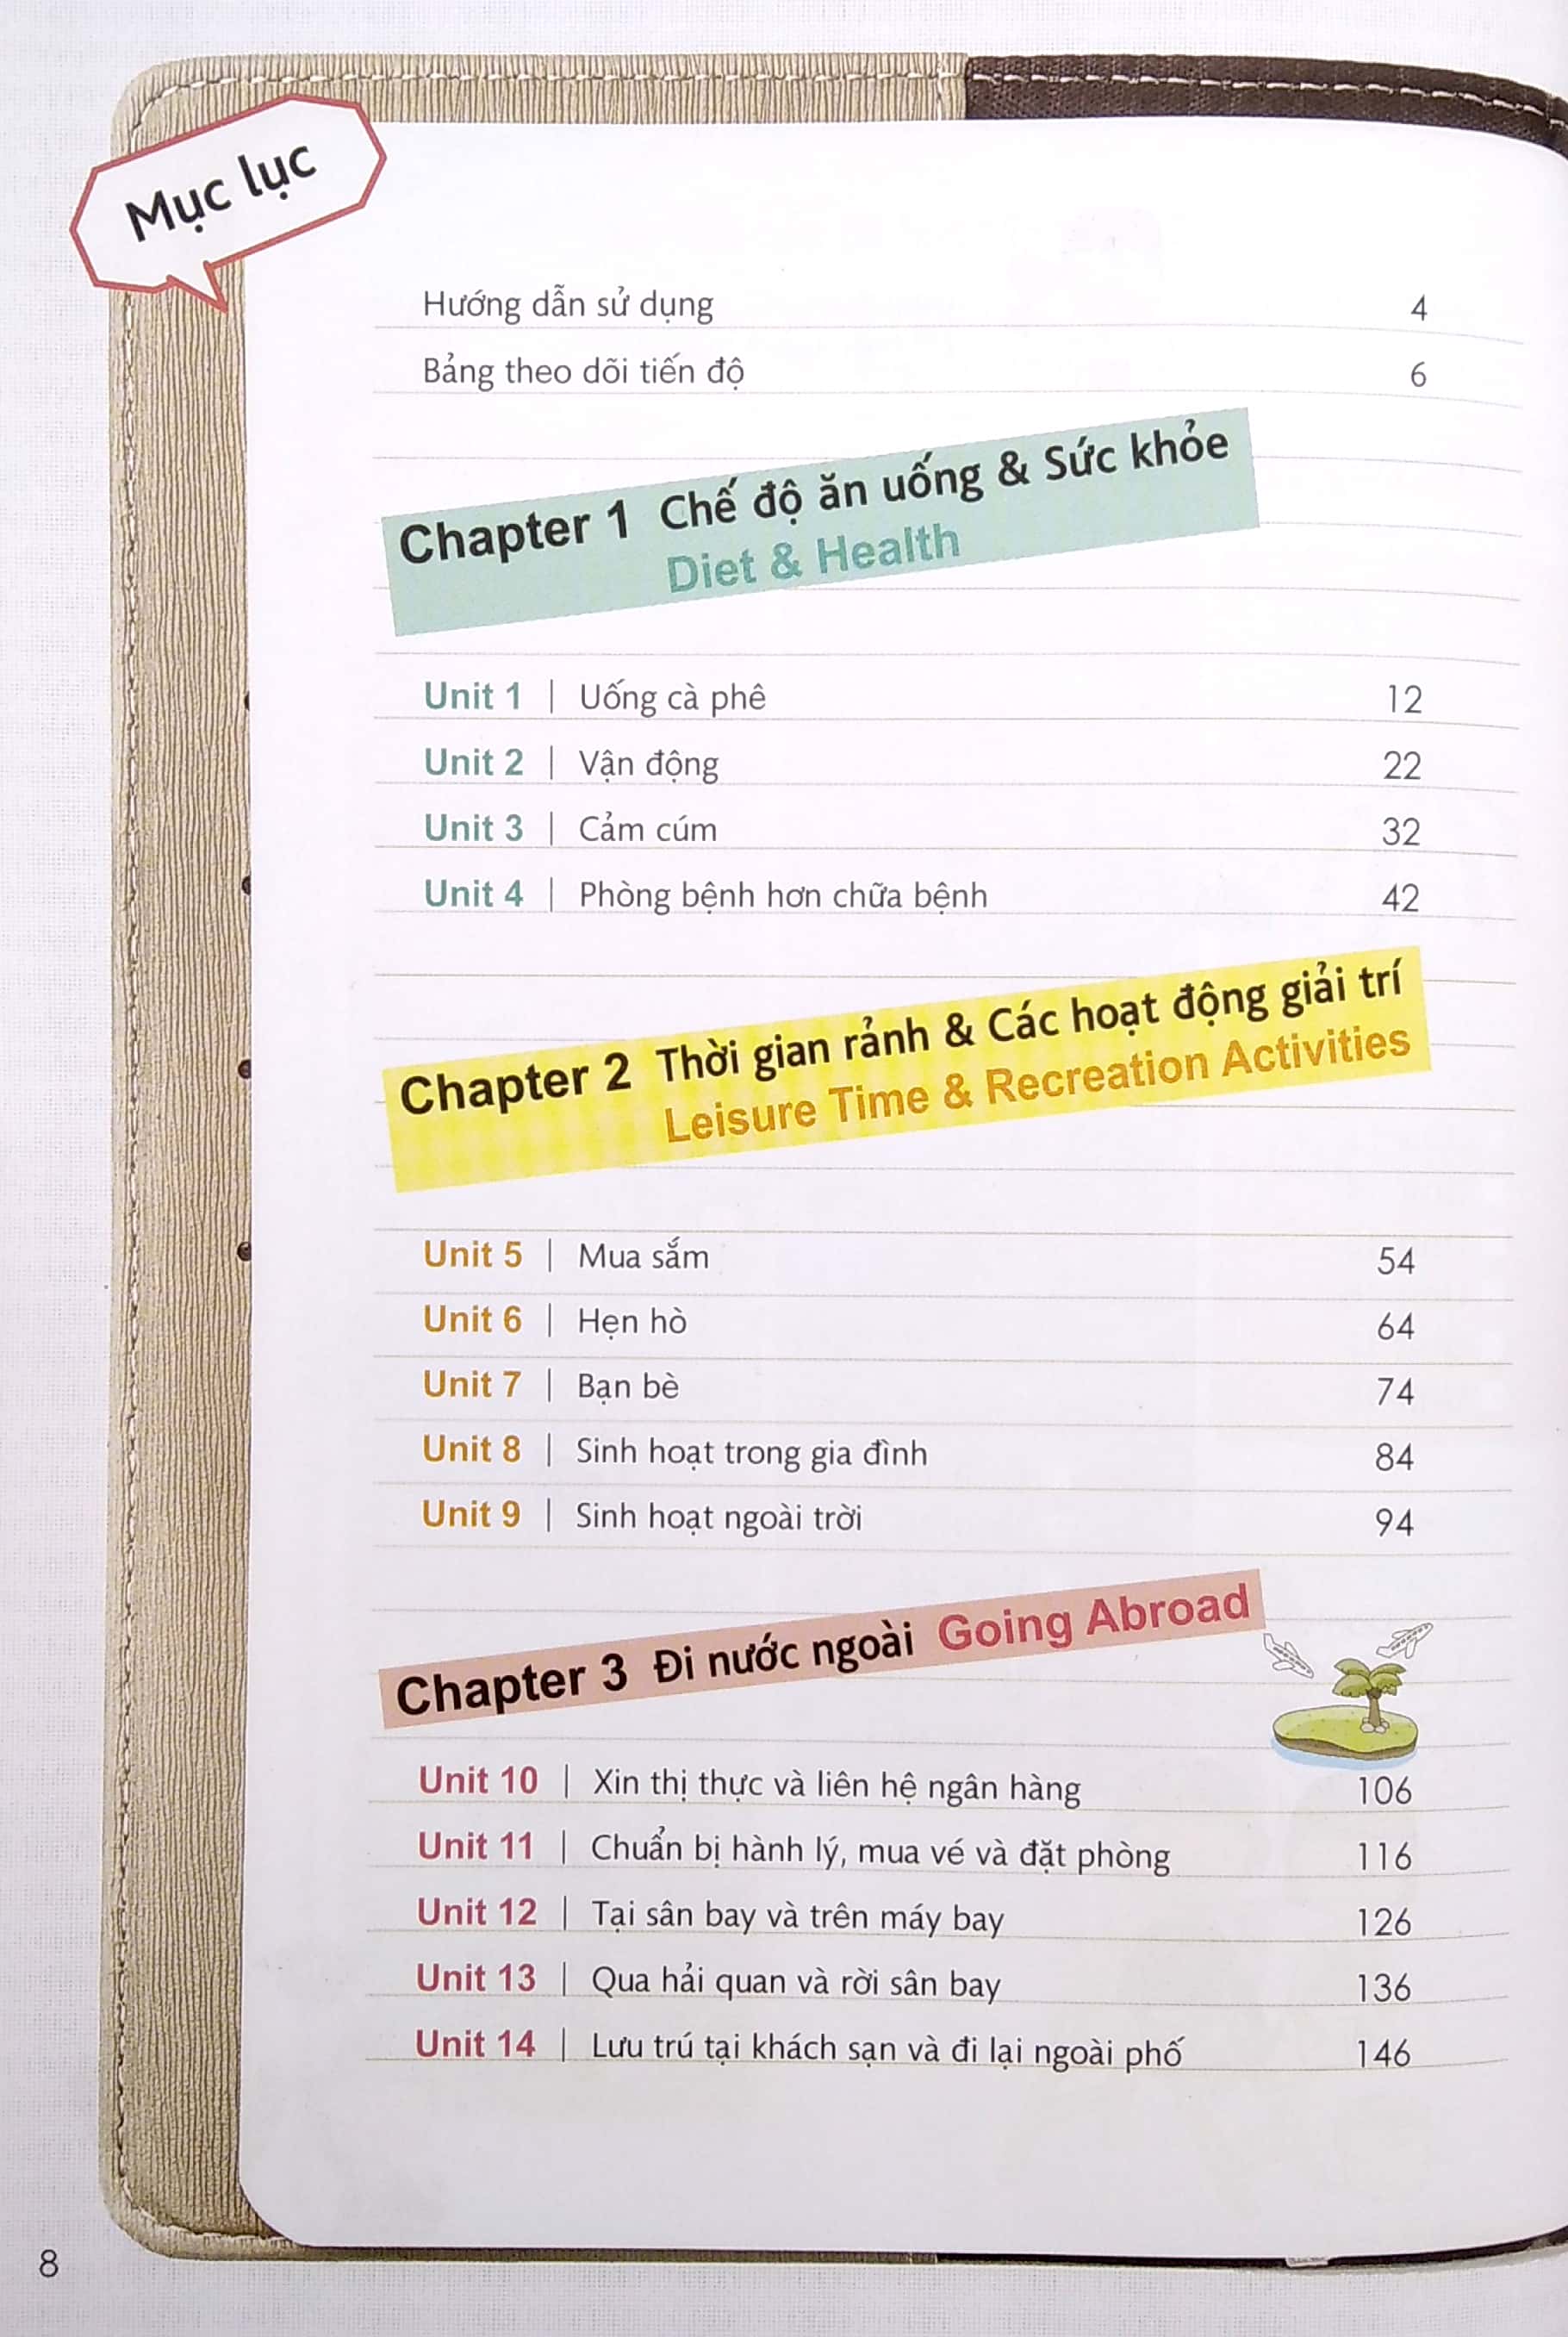 Mục lục
Hướng dẫn sử dụng 4
Bảng theo dõi tiến độ 6
Chapter 1 Chế độ ăn uống & Sức khỏe
Diet & Health
Unit 1 | Uống cà phê 12
Unit 2 | Vận động 22
Unit 3 | Cảm cúm 32
Unit 4 | Phòng bệnh hơn chữa bệnh 42
Chapter 2 Thời gian rảnh & Các hoạt động giải trí
Leisure Time & Recreation Activities
Unit 5 | Mua sắm 54
Unit 6 | Hẹn hò 64
Unit 7 | Bạn bè 74
Unit 8 | Sinh hoạt trong gia đình 84
Unit 9 | Sinh hoạt ngoài trời 94
Chapter 3 Đi nước ngoài Going Abroad
Unit 10 | Xin thị thực và liên hệ ngân hàng 106
Unit 11 | Chuẩn bị hành lý, mua vé và đặt phòng 116
Unit 12 | Tại sân bay và trên máy bay 126
Unit 13 | Qua hải quan và rời sân bay 136
Unit 14 | Lưu trú tại khách sạn và đi lại ngoài phố 146
8